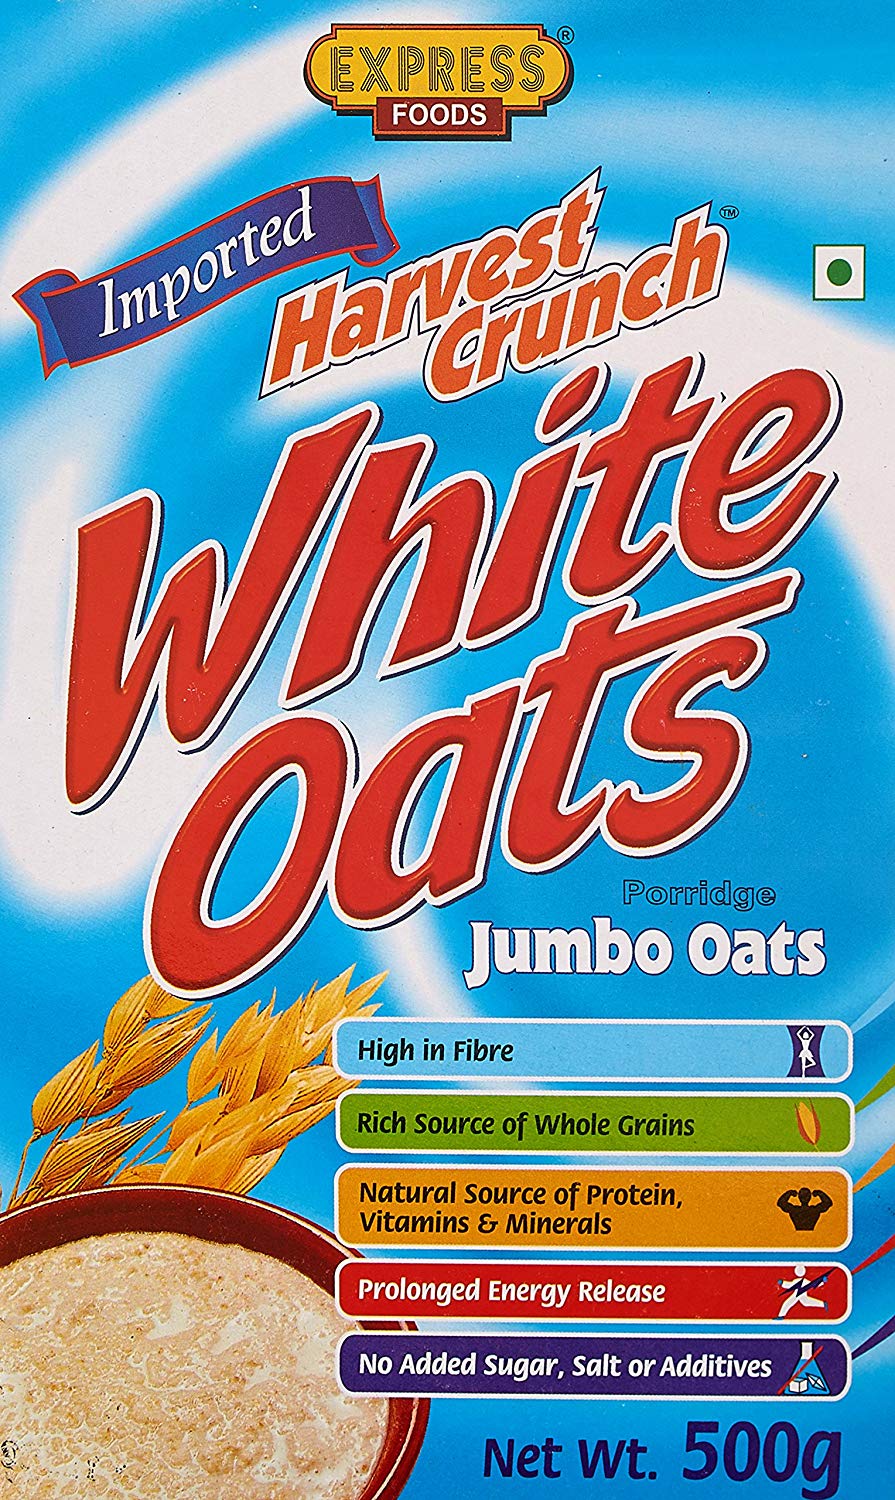 EXPRESS®
FOODS
Imported
Harvest
Crunch™
White
Oats
Porridge
Jumbo Oats
High in Fibre
Rich Source of Whole Grains
Natural Source of Protein,
Vitamins & Minerals
Prolonged Energy Release
No Added Sugar, Salt or Additives
Net Wt. 500g